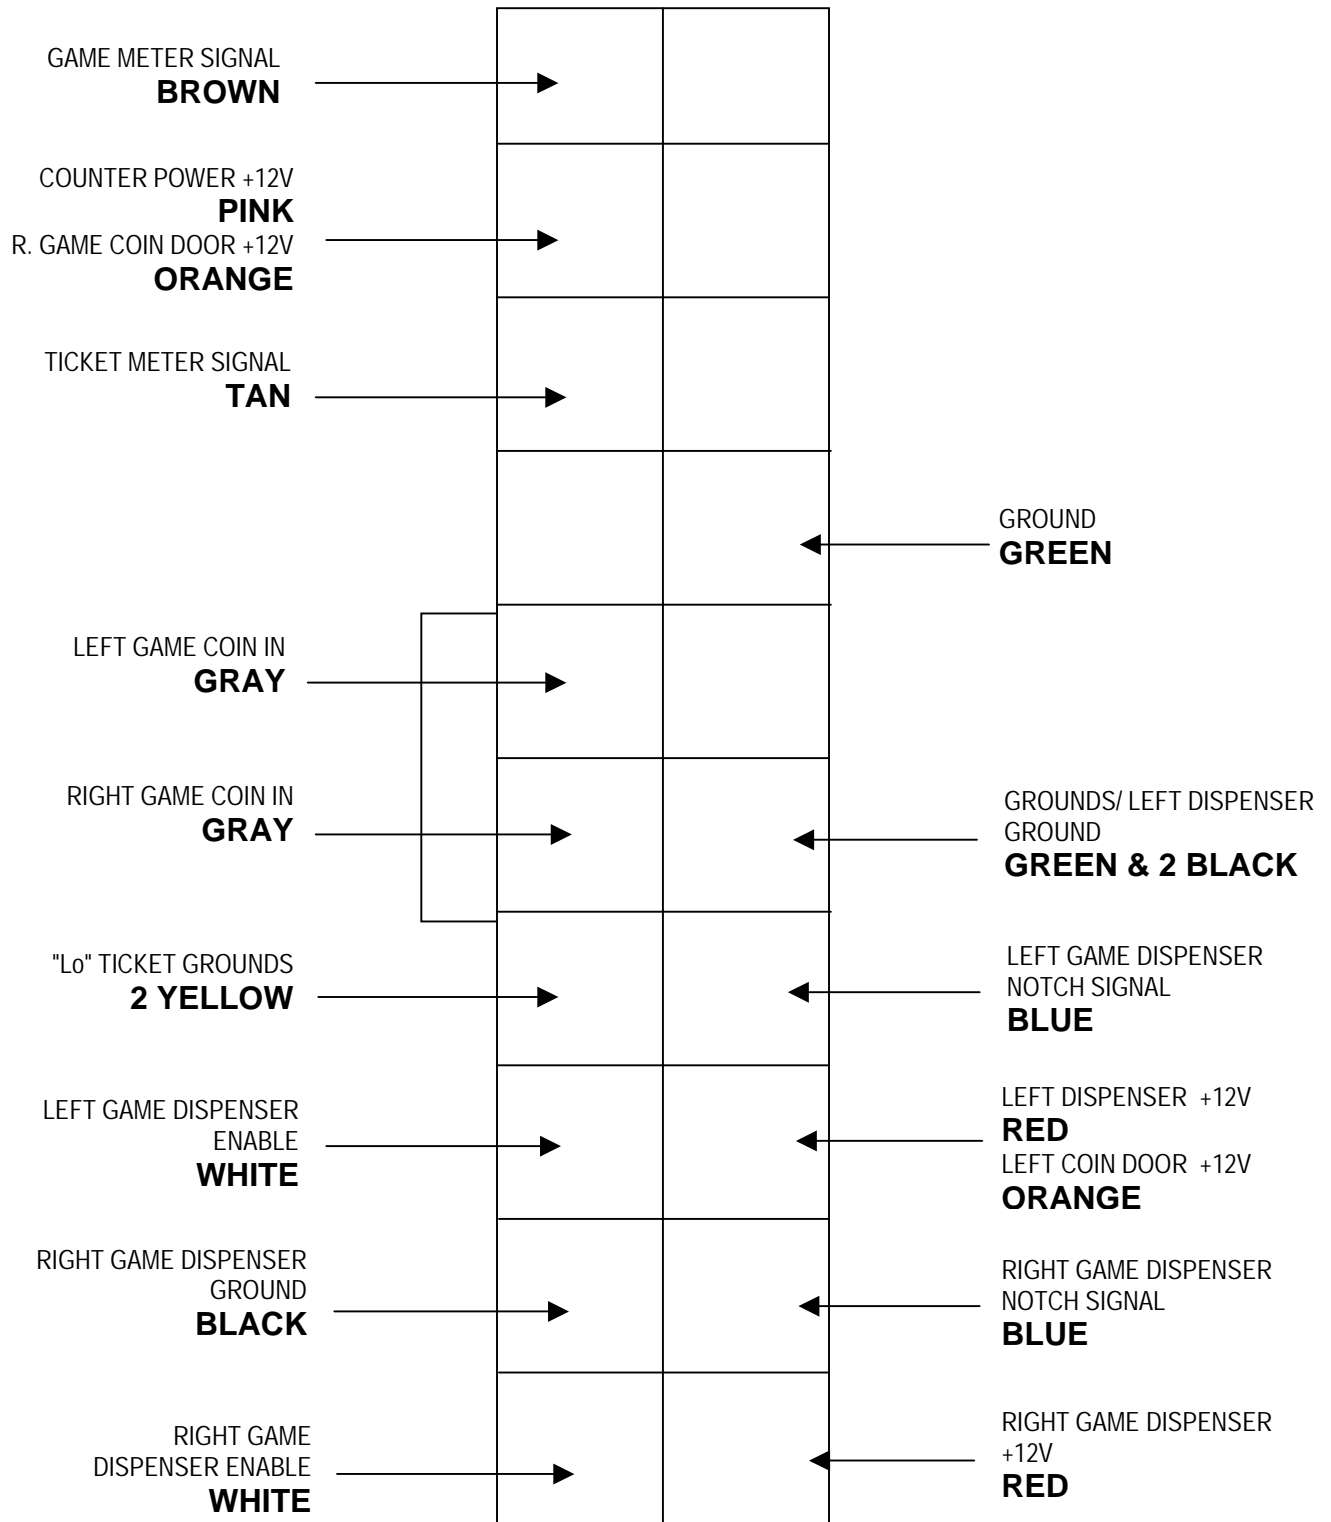 GAME METER SIGNAL
BROWN
COUNTER POWER +12V
PINK
R. GAME COIN DOOR +12V
ORANGE
TICKET METER SIGNAL
TAN
GROUND
GREEN
LEFT GAME COIN IN
GRAY
RIGHT GAME COIN IN
GRAY
GROUNDS/ LEFT DISPENSER
GROUND
GREEN & 2 BLACK
"Lo" TICKET GROUNDS
2 YELLOW
LEFT GAME DISPENSER
NOTCH SIGNAL
BLUE
LEFT GAME DISPENSER
ENABLE
WHITE
LEFT DISPENSER +12V
RED
LEFT COIN DOOR +12V
ORANGE
RIGHT GAME DISPENSER
GROUND
BLACK
RIGHT GAME DISPENSER
NOTCH SIGNAL
BLUE
RIGHT GAME
DISPENSER ENABLE
WHITE
RIGHT GAME DISPENSER
+12V
RED